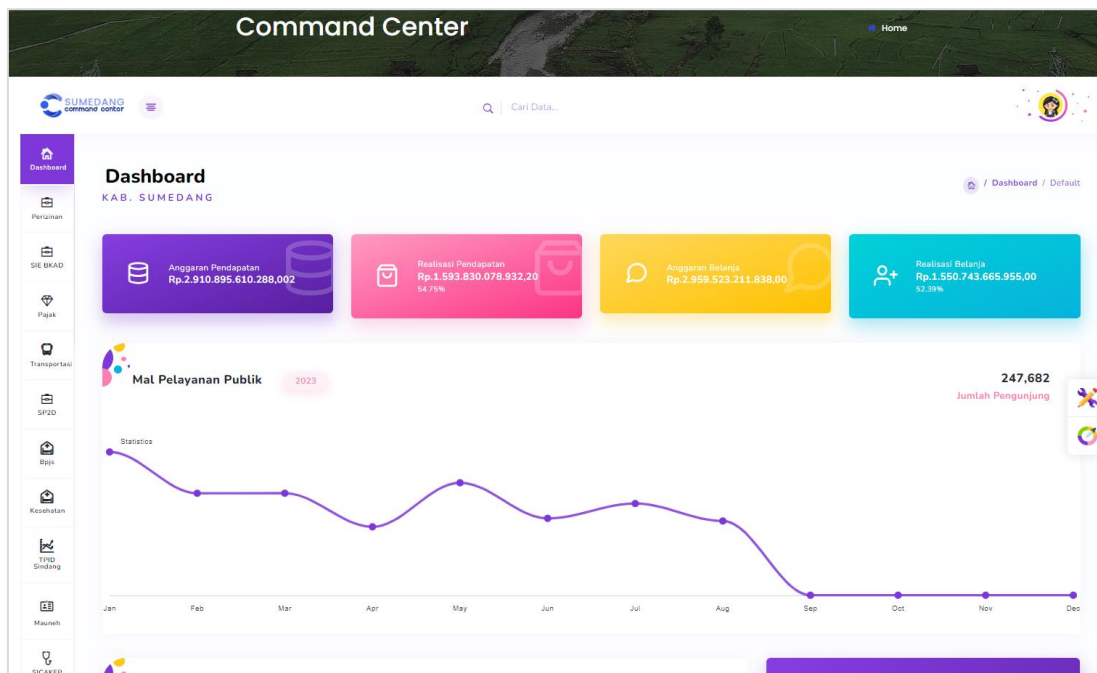 Command Center
Home
SUMEDANG
command center
Cari Data...
Dashboard
Perizinan
SIE BKAD
Pajak
Transportasi
SP2D
Bpjs
Kesehatan
TPID
Sindang
Mauneh
SICAKEP
Dashboard
KAB. SUMEDANG
/ Dashboard / Default
Anggaran Pendapatan
Rp.2.910.895.610.288,002
Realisasi Pendapatan
Rp.1.593.830.078.932,20
54.75%
Anggaran Belanja
Rp.2.959.523.211.838,00
Realisasi Belanja
Rp.1.550.743.665.955,00
52.39%
Mal Pelayanan Publik 2023
247,682
Jumlah Pengunjung
Statistics
Jan Feb Mar Apr May Jun Jul Aug Sep Oct Nov Dec